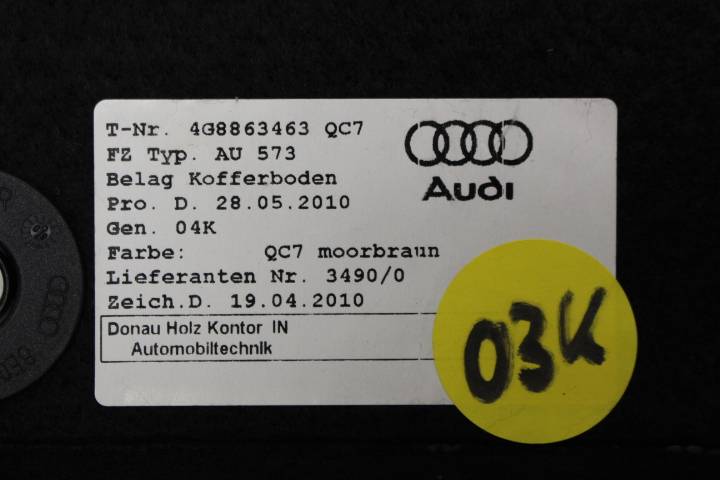 T-Nr. 4G8863463 QC7
FZ Typ. AU 573
Belag Kofferboden
Pro. D. 28.05.2010
Gen. 04K
Farbe: QC7 moorbraun
Lieferanten Nr. 3490/0
Zeich.D. 19.04.2010
Donau Holz Kontor IN
Automobiltechnik
Audi
03K